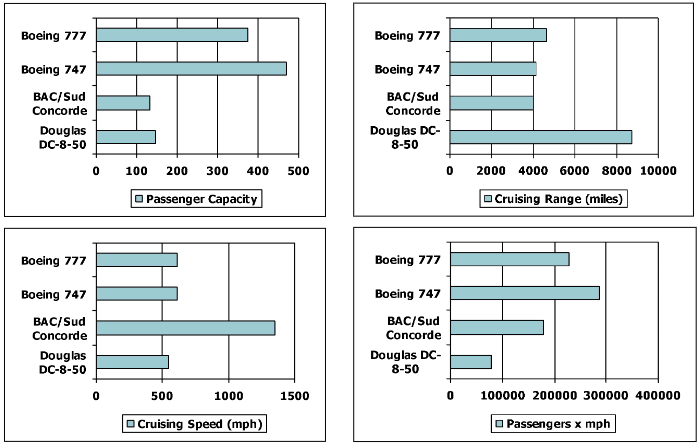 Boeing 777
Boeing 747
BAC/Sud
Concorde
Douglas
DC-8-50
0 100 200 300 400 500
Passenger Capacity
Boeing 777
Boeing 747
BAC/Sud
Concorde
Douglas DC-
8-50
0 2000 4000 6000 8000 10000
Cruising Range (miles)
Boeing 777
Boeing 747
BAC/Sud
Concorde
Douglas
DC-8-50
0 500 1000 1500
Cruising Speed (mph)
Boeing 777
Boeing 747
BAC/Sud
Concorde
Douglas DC-
8-50
0 100000 200000 300000 400000
Passengers x mph